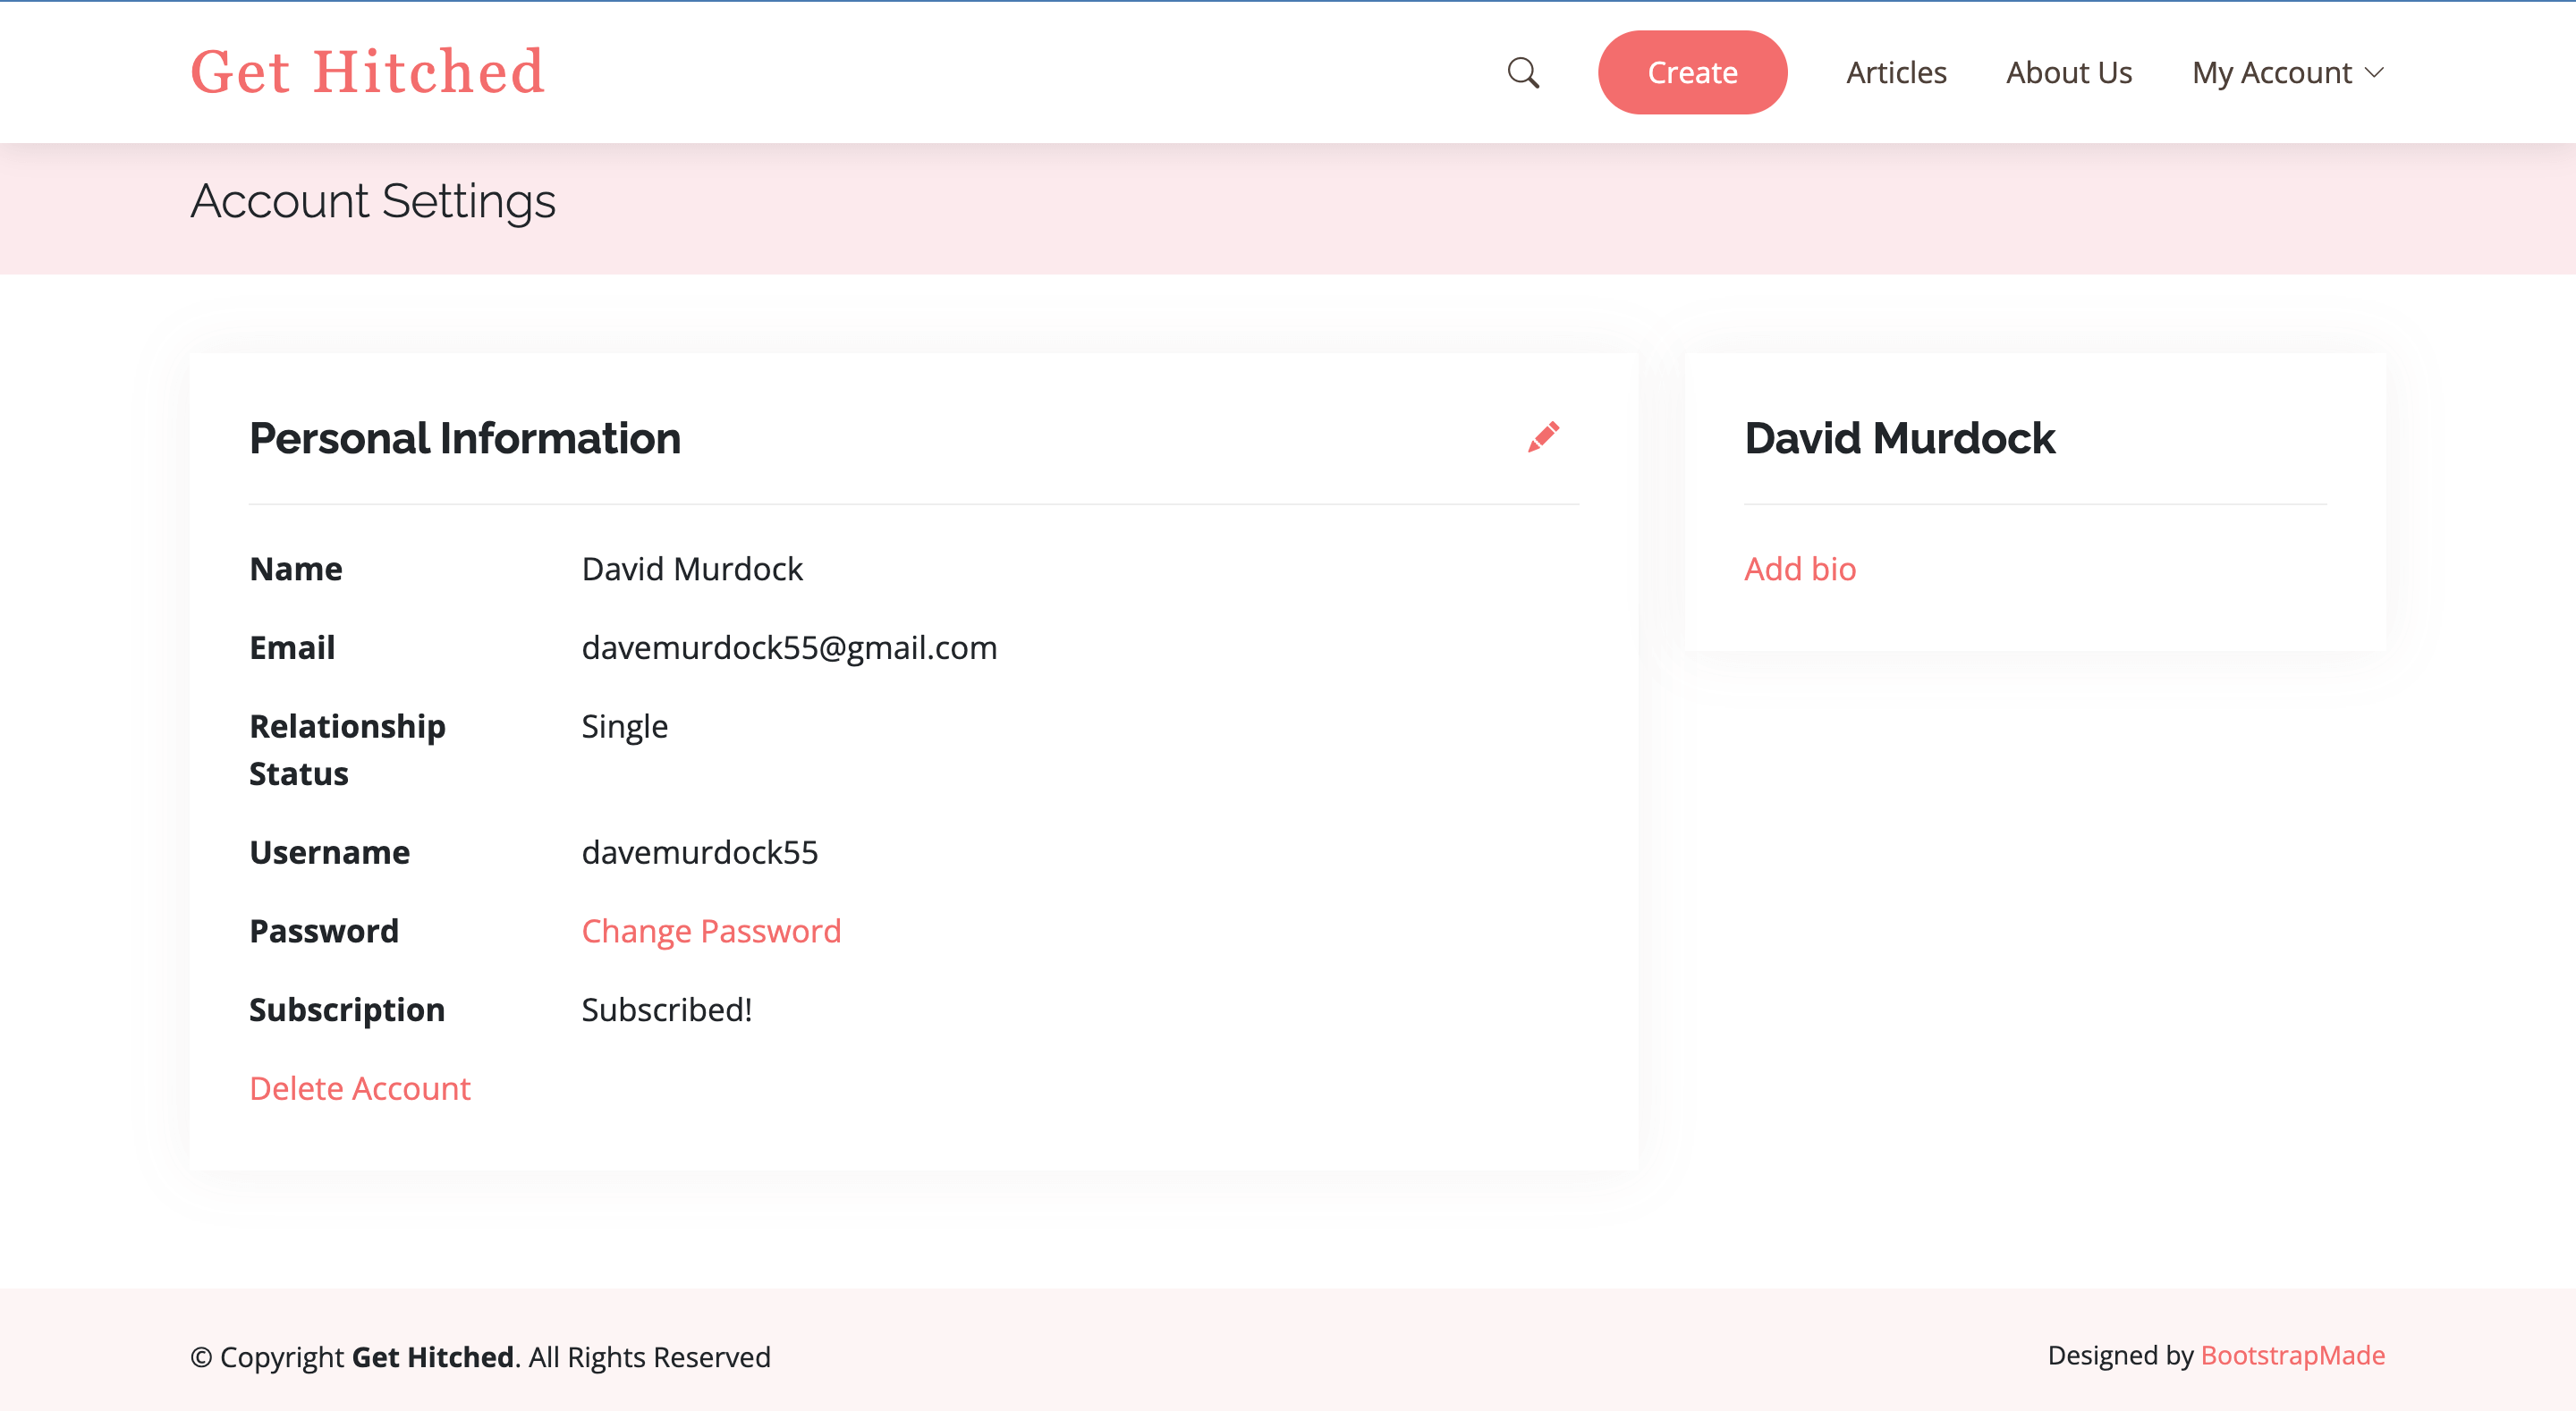 Get Hitched
Create
Articles
About Us
My Account
Account Settings
Personal Information
Name
David Murdock
Email
davemurdock55@gmail.com
Relationship
Status
Single
Username
davemurdock55
Password
Change Password
Subscription
Subscribed!
Delete Account
David Murdock
Add bio
© Copyright Get Hitched. All Rights Reserved
Designed by BootstrapMade